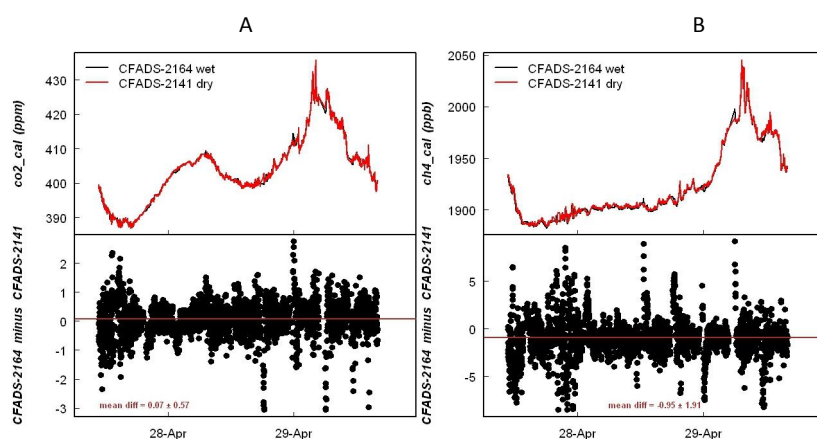 A
B
co2_cal (ppm)
430
420
410
400
390
CFADS-2164 wet
CFADS-2141 dry
ch4_cal (ppb)
2050
2000
1950
1900
CFADS-2164 wet
CFADS-2141 dry
CFADS-2164 minus CFADS-2141
2
1
0
-1
-2
-3
mean diff = 0.07 ± 0.57
28-Apr
29-Apr
CFADS-2164 minus CFADS-2141
5
0
-5
mean diff = -0.95 ± 1.91
28-Apr
29-Apr